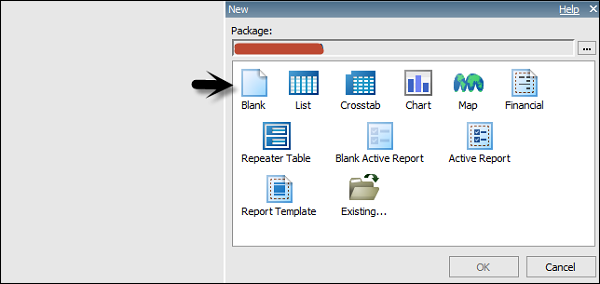 New Help
Package:
...
Blank List Crosstab Chart Map Financial
Repeater Table Blank Active Report Active Report
Report Template Existing...
OK Cancel